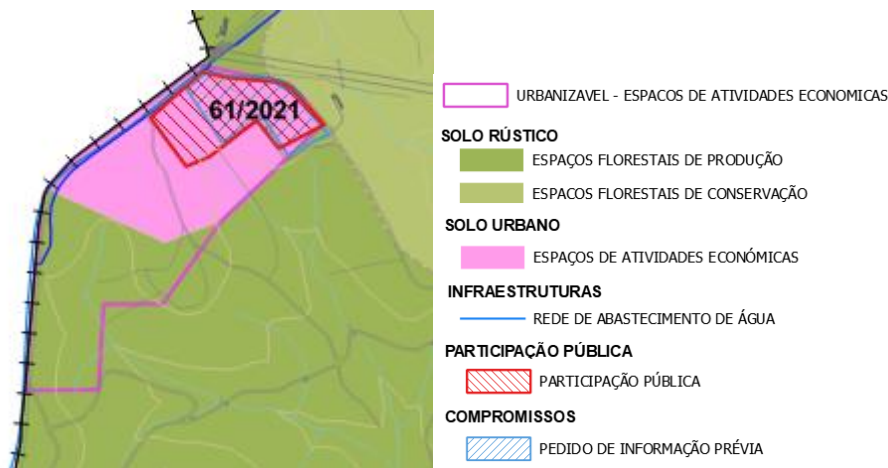 61/2021
URBANIZAVEL - ESPACOS DE ATIVIDADES ECONOMICAS
SOLO RÚSTICO
ESPAÇOS FLORESTAIS DE PRODUÇÃO
ESPACOS FLORESTAIS DE CONSERVAÇÃO
SOLO URBANO
ESPAÇOS DE ATIVIDADES ECONÓMICAS
INFRAESTRUTURAS
REDE DE ABASTECIMENTO DE ÁGUA
PARTICIPAÇÃO PÚBLICA
PARTICIPAÇÃO PÚBLICA
COMPROMISSOS
PEDIDO DE INFORMAÇÃO PRÉVIA